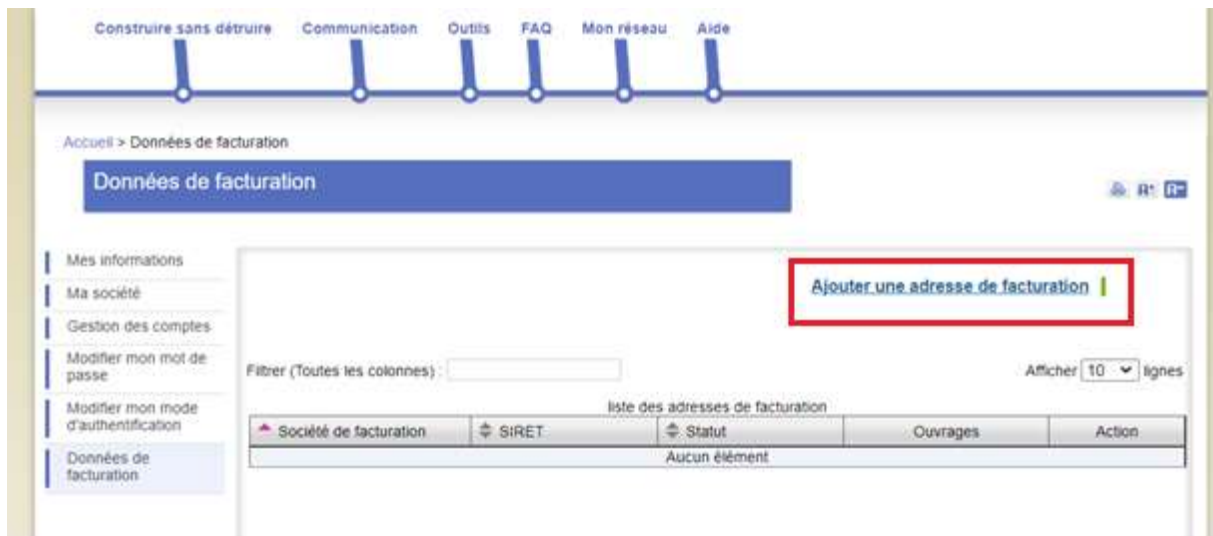 Construire sans détruire Communication Outils FAQ Mon réseau Aide
Accueil > Données de facturation
Données de facturation
Mes informations
Ma société
Gestion des comptes
Modifier mon mot de
passe
Modifier mon mode
d'authentification
Données de
facturation
Ajouter une adresse de facturation
Filtrer (Toutes les colonnes) :
Afficher 10 lignes
liste des adresses de facturation
Société de facturation SIRET Statut Ouvrages Action
Aucun élément